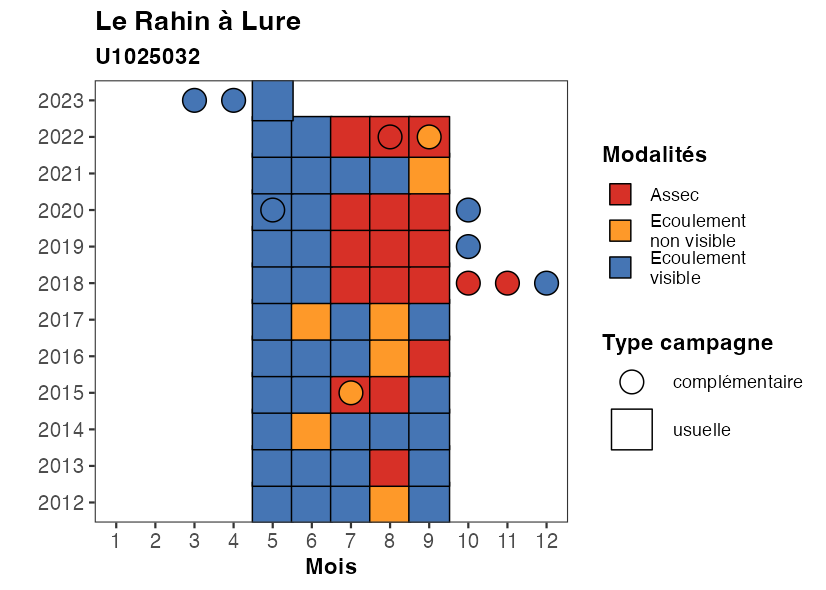 Le Rahin à Lure
U1025032
2023
2022
2021
2020
2019
2018
2017
2016
2015
2014
2013
2012
1 2 3 4 5 6 7 8 9 10 11 12
Mois
Modalités
Assec
Ecoulement
non visible
Ecoulement
visible
Type campagne
complémentaire
usuelle